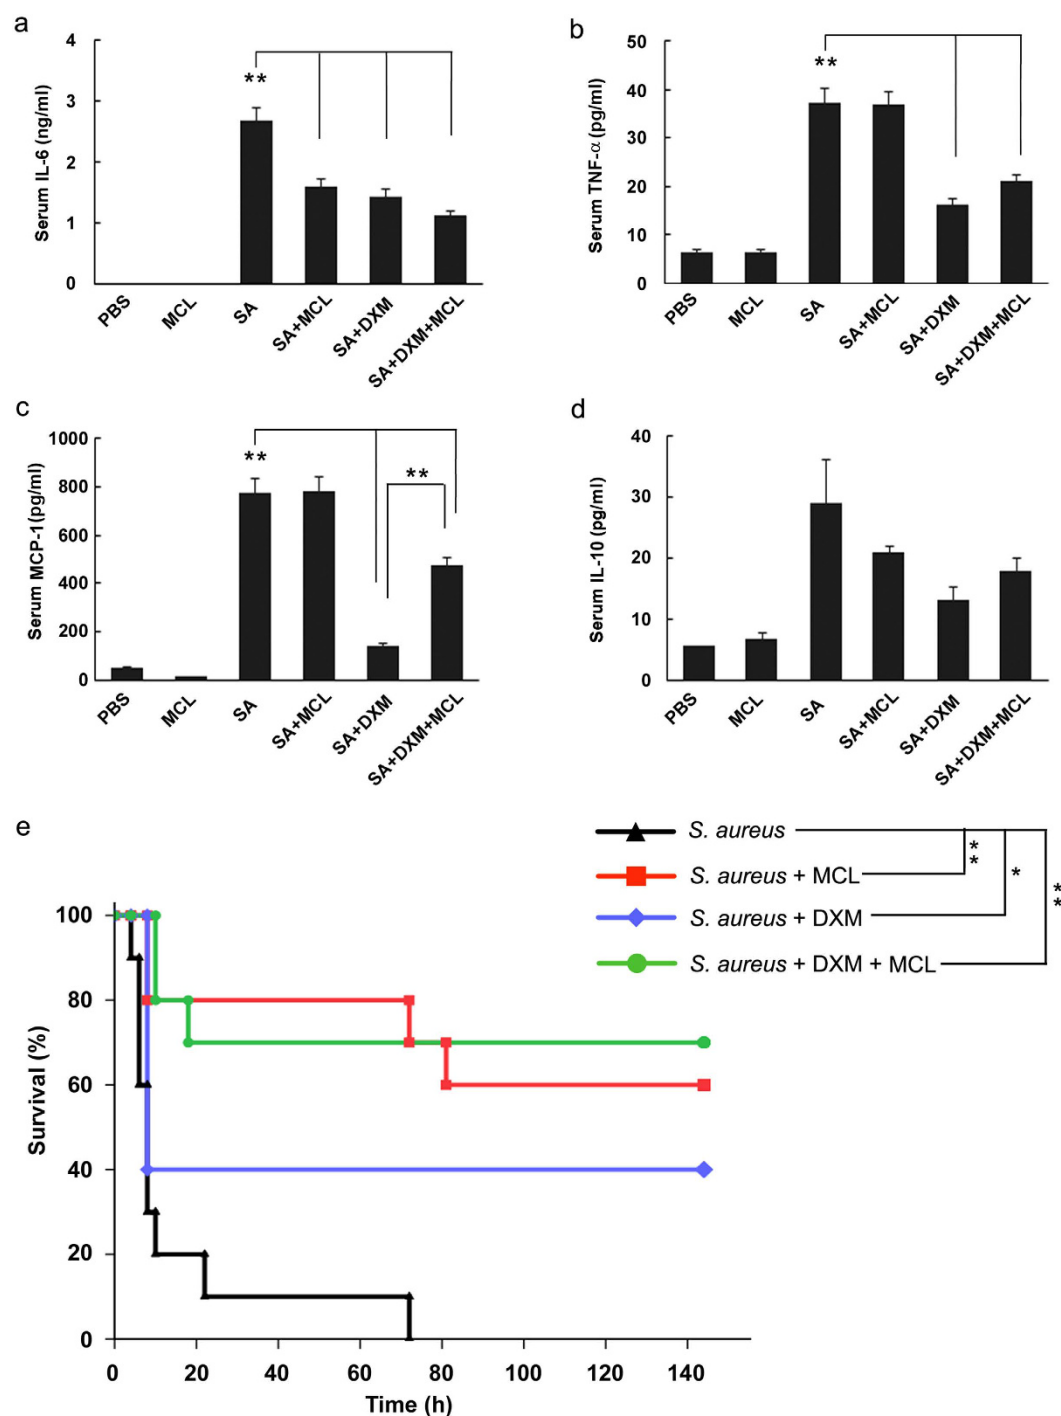 a
4
3
2
1
0
Serum IL-6 (ng/ml)
**
PBS
MCL
SA
SA+MCL
SA+DXM
SA+DXM+MCL
b
50
40
30
20
10
0
Serum TNF-α (pg/ml)
**
PBS
MCL
SA
SA+MCL
SA+DXM
SA+DXM+MCL
c
1000
800
600
400
200
0
Serum MCP-1(pg/ml)
**
**
PBS
MCL
SA
SA+MCL
SA+DXM
SA+DXM+MCL
d
40
30
20
10
0
Serum IL-10 (pg/ml)
PBS
MCL
SA
SA+MCL
SA+DXM
SA+DXM+MCL
e
S. aureus
S. aureus + MCL
S. aureus + DXM
S. aureus + DXM + MCL
**
*
**
100
80
60
40
20
0
Survival (%)
0 20 40 60 80 100 120 140
Time (h)